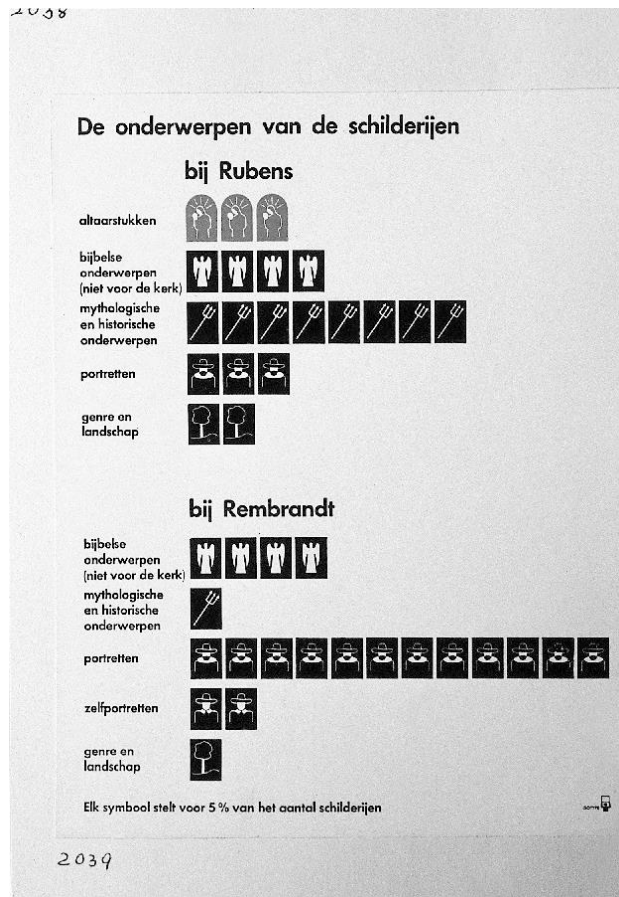 2038
De onderwerpen van de schilderijen
bij Rubens
altaarstukken
bijbelse
onderwerpen
(niet voor de kerk)
mythologische
en historische
onderwerpen
portretten
genre en
landschap
bij Rembrandt
bijbelse
onderwerpen
(niet voor de kerk)
mythologische
en historische
onderwerpen
portretten
zelfportretten
genre en
landschap
Elk symbool stelt voor 5 % van het aantal schilderijen
2039